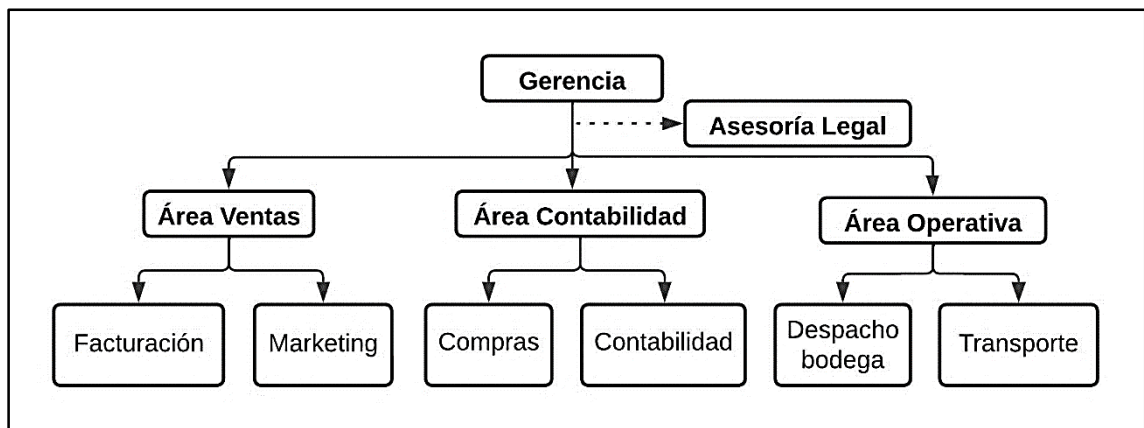 Gerencia
Asesoría Legal
Área Ventas
Área Contabilidad
Área Operativa
Facturación
Marketing
Compras
Contabilidad
Despacho
bodega
Transporte